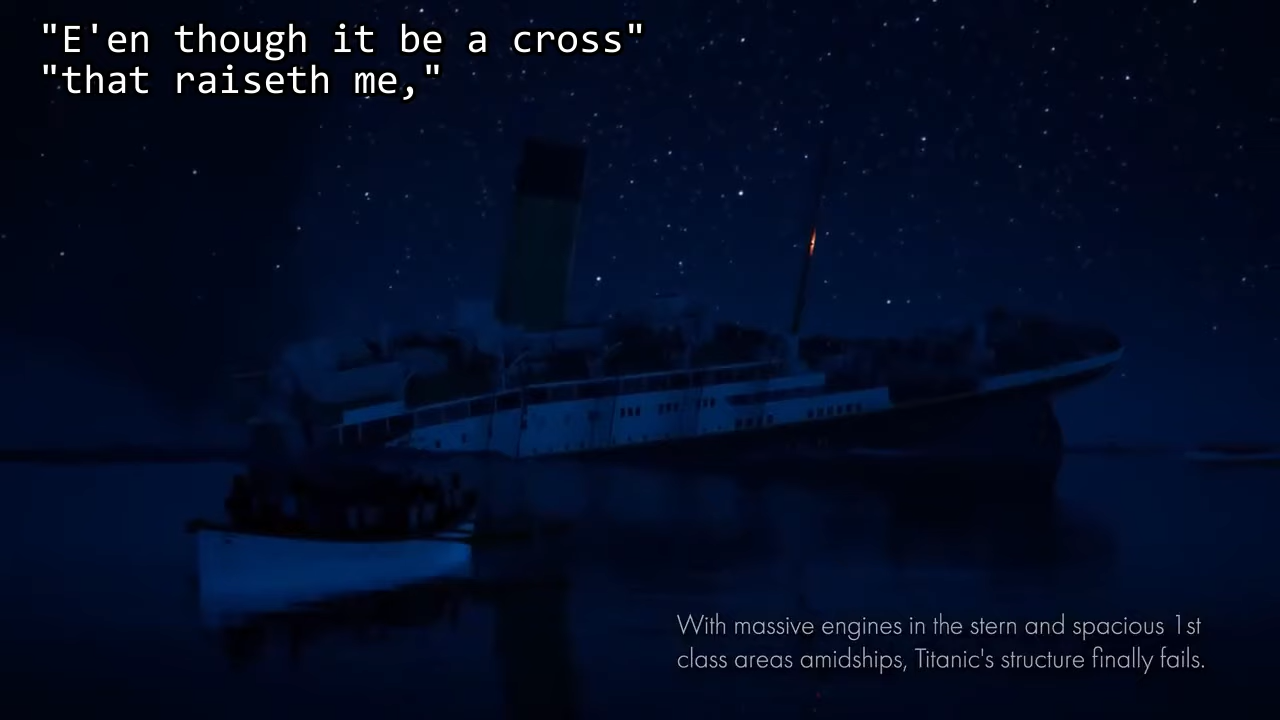 "E'en though it be a cross"
"that raiseth me,"
With massive engines in the stern and spacious 1st
class areas amidships, Titanic's structure finally fails.